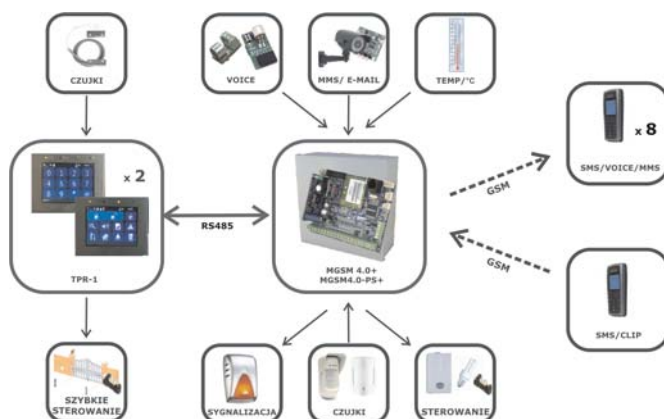 CZUJKI
VOICE
MMS/ E-MAIL
TEMP/°C
x 2
TPR-1
RS485
MGSM 4.0+
MGSM4.0-PS+
GSM
x 8
SMS/VOICE/MMS
GSM
SMS/CLIP
SZYBKIE
STEROWANIE
SYGNALIZACJA
CZUJKI
STEROWANIE